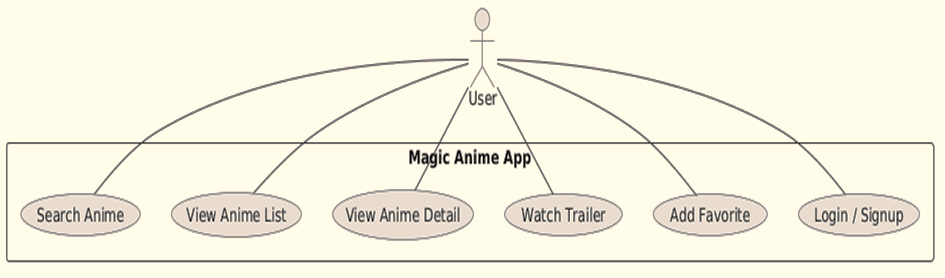 User
Magic Anime App
Search Anime
View Anime List
View Anime Detail
Watch Trailer
Add Favorite
Login / Signup